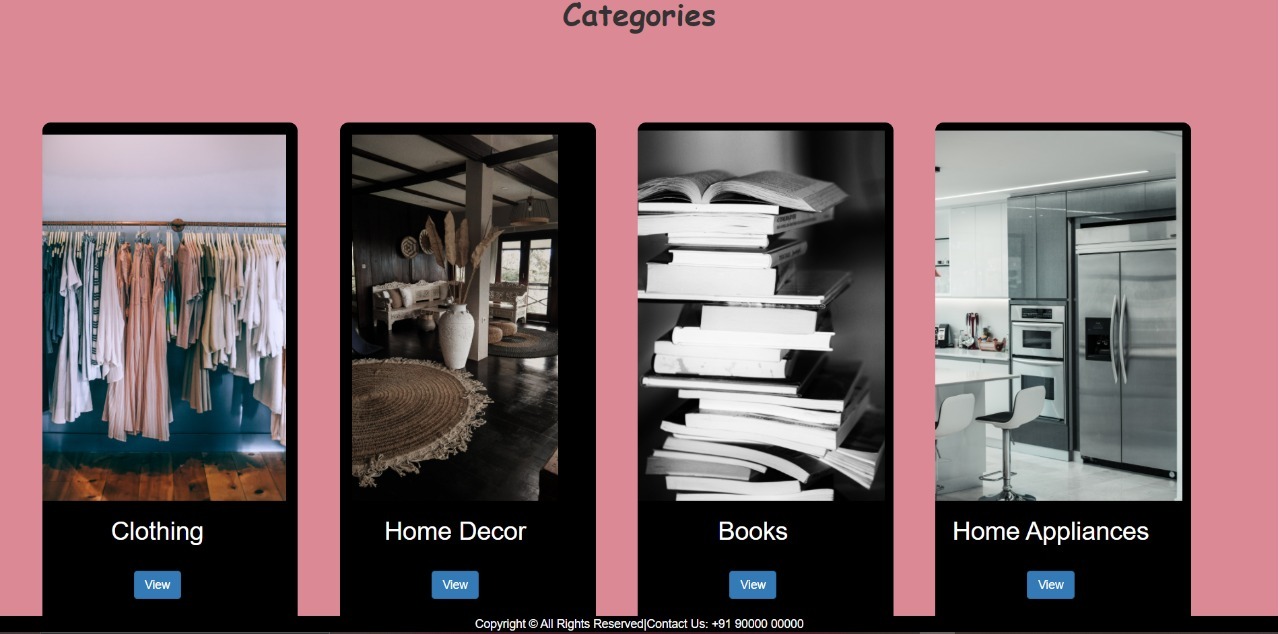 Categories
Clothing
Home Decor
Books
Home Appliances
View
View
View
View
Copyright © All Rights Reserved|Contact Us: +91 90000 00000